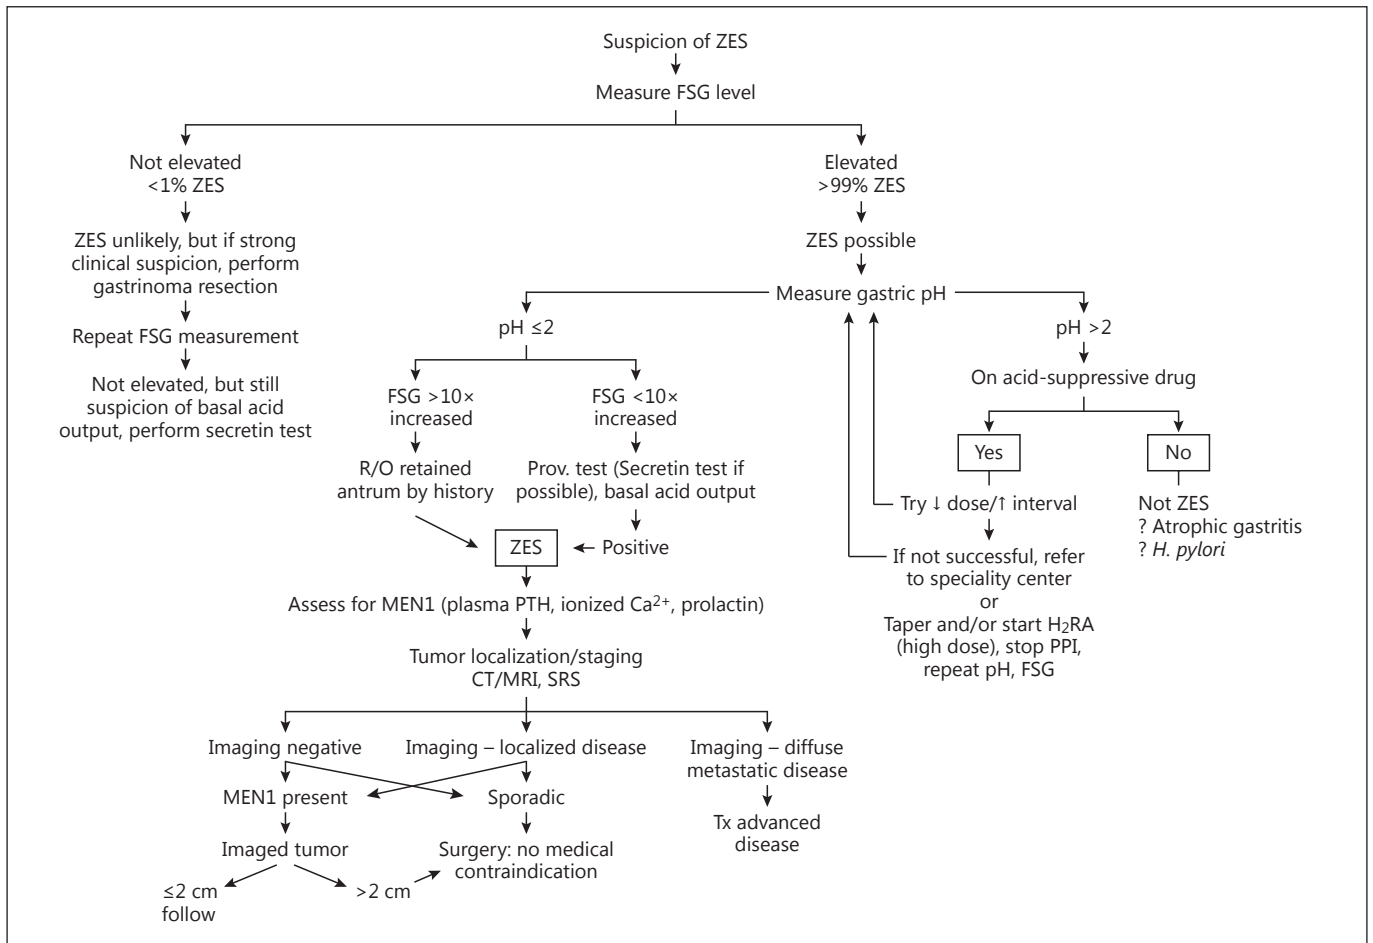 Suspicion of ZES
Measure FSG level
Not elevated
<1% ZES
ZES unlikely, but if strong
clinical suspicion, perform
gastrinoma resection
Repeat FSG measurement
Not elevated, but still
suspicion of basal acid
output, perform secretin test
Elevated
>99% ZES
ZES possible
Measure gastric pH
pH ≤2
FSG >10×
increased
R/O retained
antrum by history
FSG <10×
increased
Prov. test (Secretin test if
possible), basal acid output
Positive
ZES
pH >2
On acid-suppressive drug
Yes
Try ↓ dose/↑ interval
If not successful, refer
to speciality center
or
Taper and/or start H₂RA
(high dose), stop PPI,
repeat pH, FSG
No
Not ZES
? Atrophic gastritis
? H. pylori
Assess for MEN1 (plasma PTH, ionized Ca²⁺, prolactin)
Tumor localization/staging
CT/MRI, SRS
Imaging negative
Imaging – localized disease
Imaging – diffuse
metastatic disease
MEN1 present
Sporadic
Tx advanced
disease
Imaged tumor
Surgery: no medical
contraindication
≤2 cm
follow
>2 cm